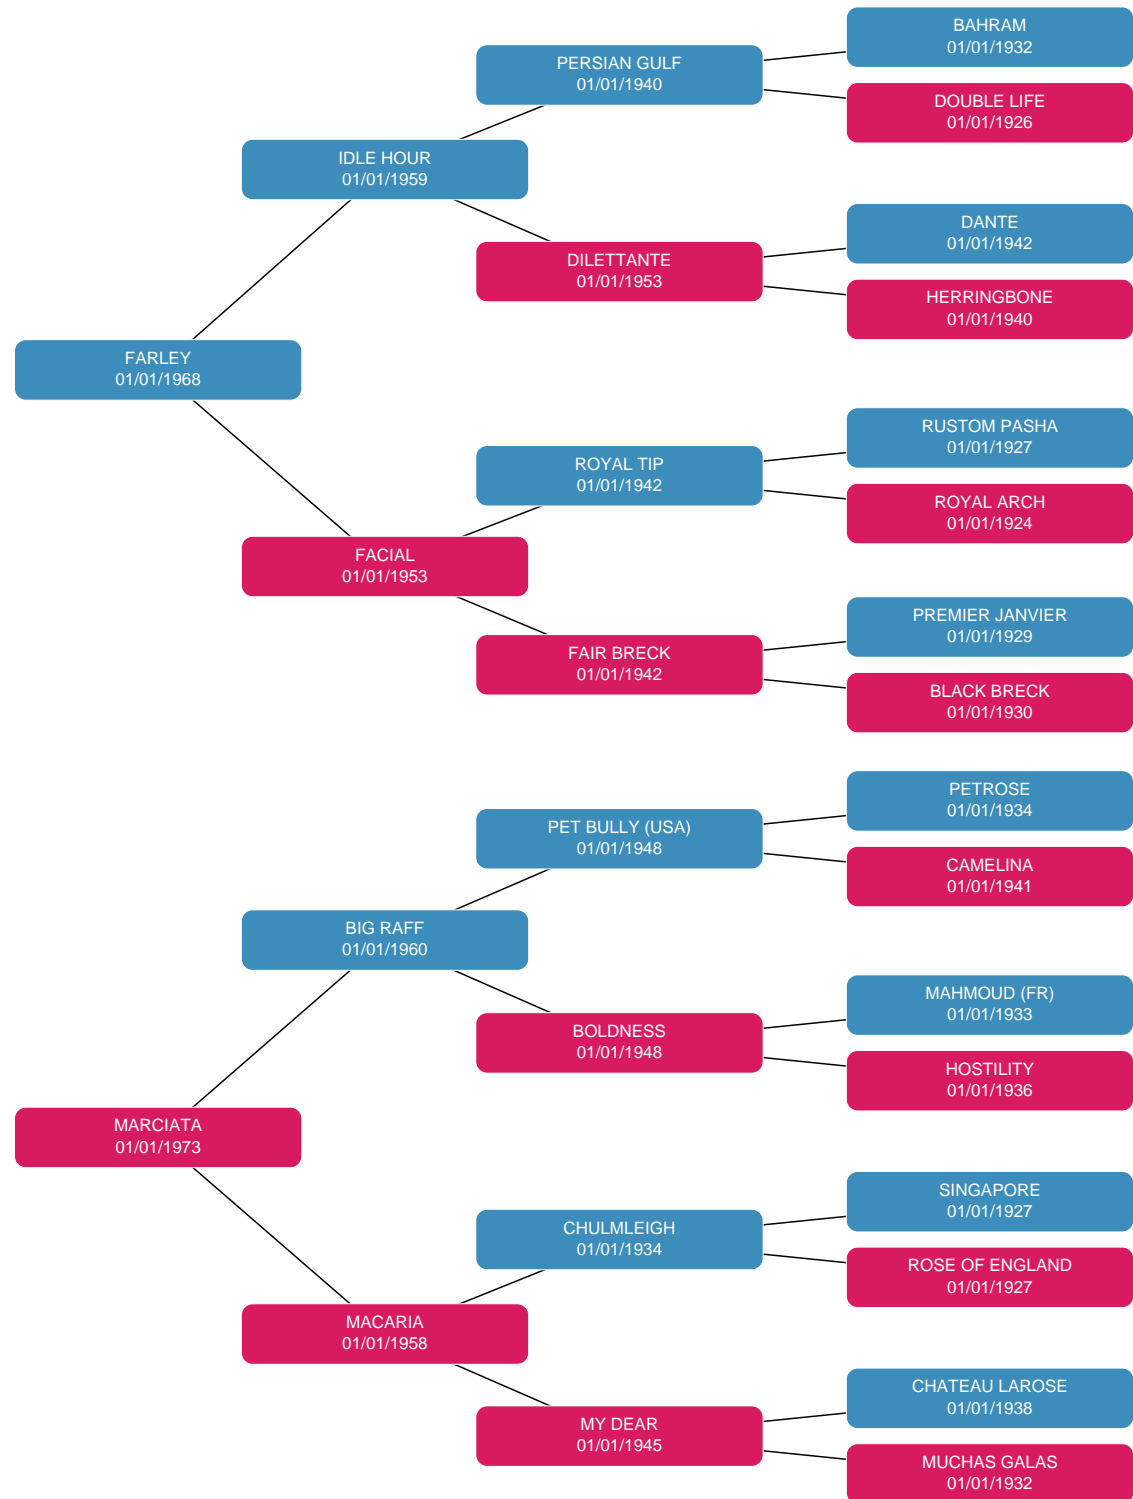 BAHRAM
01/01/1932
PERSIAN GULF
01/01/1940
DOUBLE LIFE
01/01/1926
IDLE HOUR
01/01/1959
DANTE
01/01/1942
DILETTANTE
01/01/1953
HERRINGBONE
01/01/1940
FARLEY
01/01/1968
RUSTOM PASHA
01/01/1927
ROYAL TIP
01/01/1942
ROYAL ARCH
01/01/1924
FACIAL
01/01/1953
PREMIER JANVIER
01/01/1929
FAIR BRECK
01/01/1942
BLACK BRECK
01/01/1930
PETROSE
01/01/1934
PET BULLY (USA)
01/01/1948
CAMELINA
01/01/1941
BIG RAFF
01/01/1960
MAHMOUD (FR)
01/01/1933
BOLDNESS
01/01/1948
HOSTILITY
01/01/1936
MARCIATA
01/01/1973
SINGAPORE
01/01/1927
CHULMLEIGH
01/01/1934
ROSE OF ENGLAND
01/01/1927
MACARIA
01/01/1958
CHATEAU LAROSE
01/01/1938
MY DEAR
01/01/1945
MUCHAS GALAS
01/01/1932